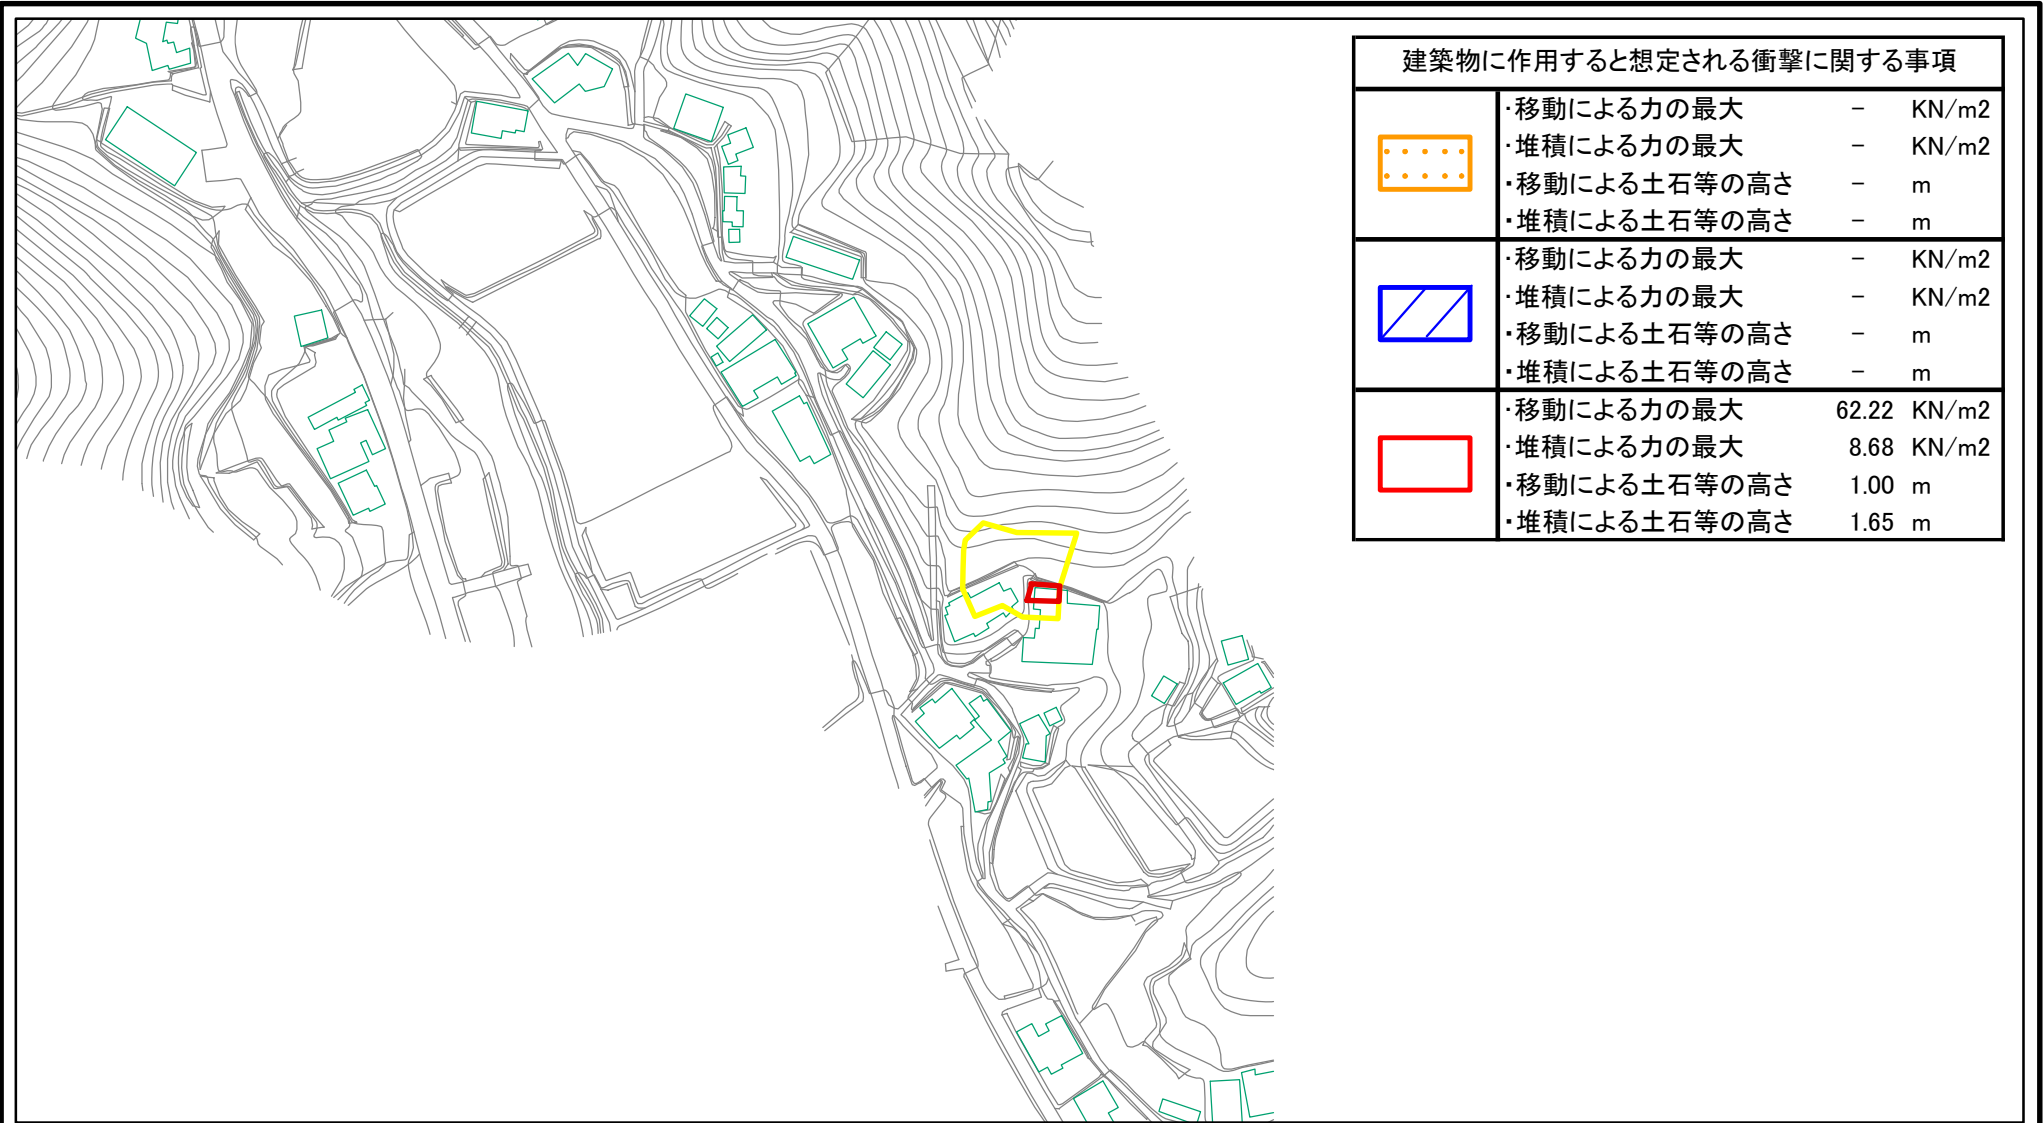 建築物に作用すると想定される衝撃に関する事項
・移動による力の最大 － KN/m2
・堆積による力の最大 － KN/m2
・移動による土石等の高さ － m
・堆積による土石等の高さ － m
・移動による力の最大 － KN/m2
・堆積による力の最大 － KN/m2
・移動による土石等の高さ － m
・堆積による土石等の高さ － m
・移動による力の最大 62.22 KN/m2
・堆積による力の最大 8.68 KN/m2
・移動による土石等の高さ 1.00 m
・堆積による土石等の高さ 1.65 m